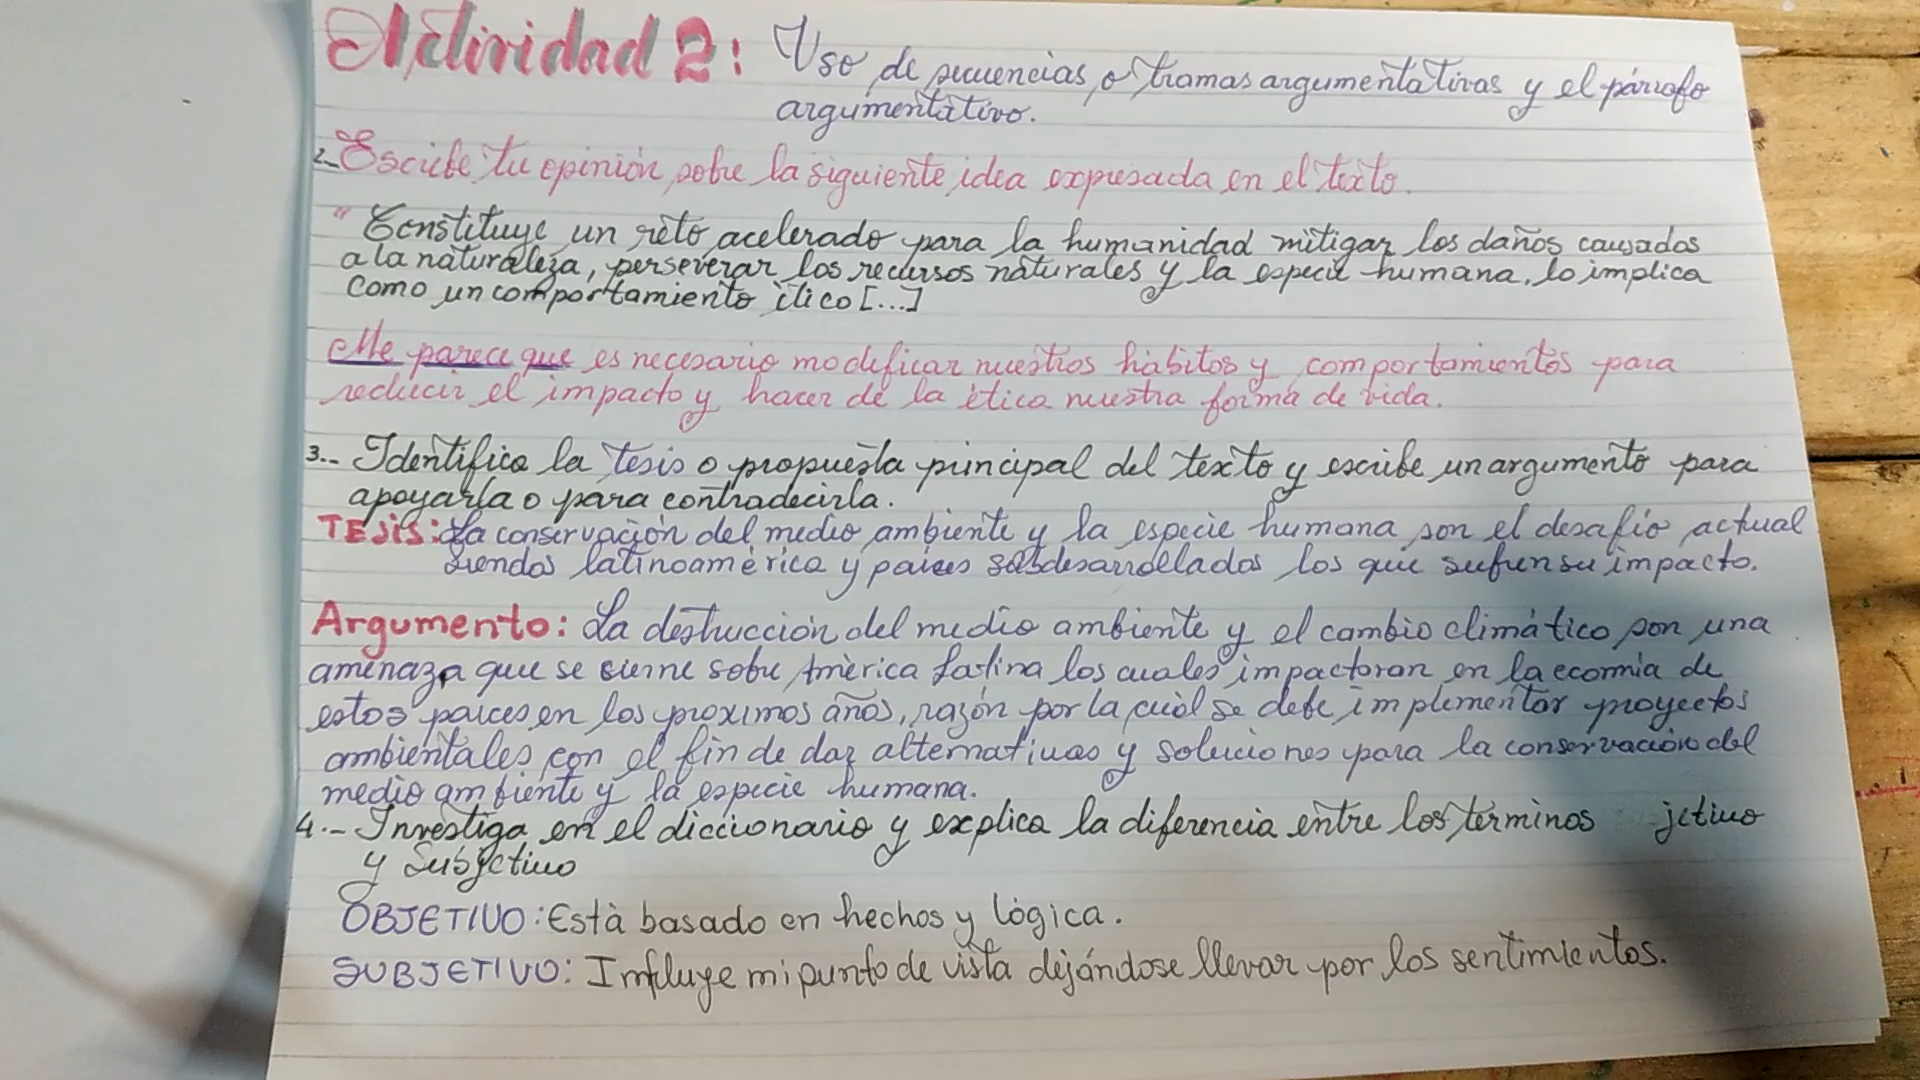 Actividad 2: Uso de secuencias o tramas argumentativas y el párrafo
argumentativo.
2- Escribe tu opinión sobre la siguiente idea expresada en el texto.
" Constituye un reto acelerado para la humanidad mitigar los daños causados
a la naturaleza, perseverar los recursos naturales y la especie humana, lo implica
como un comportamiento ético [...]
Me parece que es necesario modificar nuestros hábitos y comportamientos para
reducir el impacto y hacer de la ética nuestra forma de vida.
3.- Identifica la tesis o propuesta principal del texto y escribe un argumento para
apoyarla o para contradecirla.
TESIS: La conservación del medio ambiente y la especie humana son el desafío actual
siendos latinoamérica y países subdesarrollados los que sufren su impacto.
Argumento: La destrucción del medio ambiente y el cambio climático son una
amenaza que se cierne sobre América Latina los cuales impactoran en la ecormia de
estos países en los proximos años, razón por la cuál se debe implementar proyectos
ambientales con el fin de dar alternativas y soluciones para la conservación del
medio ambiente y la especie humana.
4.- Investiga en el diccionario y explica la diferencia entre los términos jetivo
y Subjetivo
OBJETIVO: Està basado en hechos y lógica.
SUBJETIVO: Imfluye mi punto de vista dejándose llevar por los sentimientos.